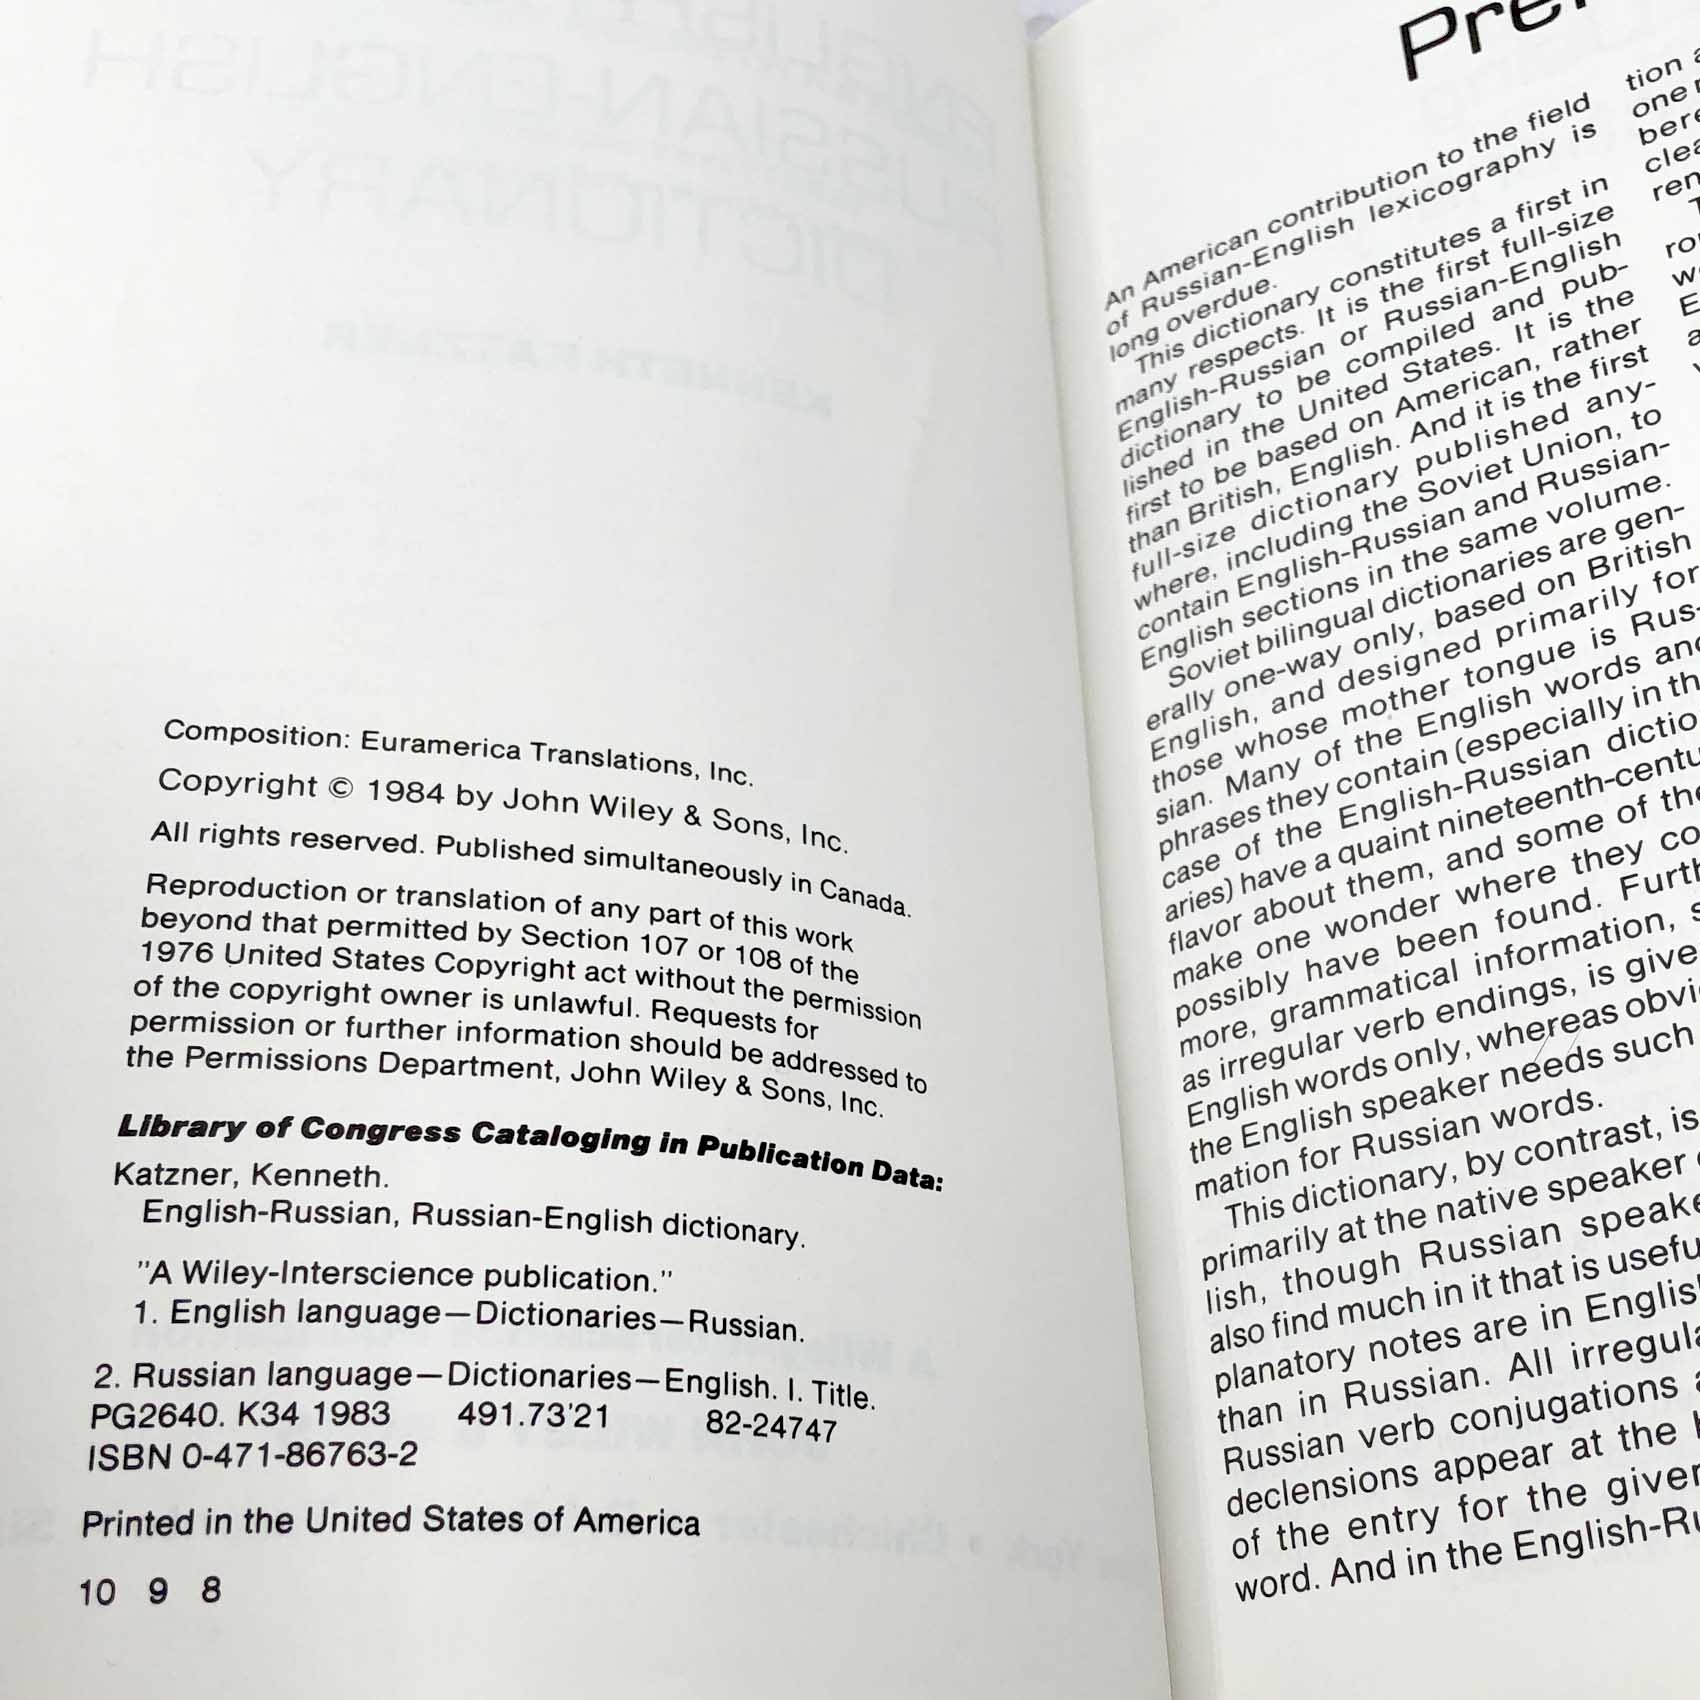 Composition: Euramerica Translations, Inc.
Copyright © 1984 by John Wiley & Sons, Inc.
All rights reserved. Published simultaneously in Canada.
Reproduction or translation of any part of this work
beyond that permitted by Section 107 or 108 of the
1976 United States Copyright act without the permission
of the copyright owner is unlawful. Requests for
permission or further information should be addressed to
the Permissions Department, John Wiley & Sons, Inc.
Library of Congress Cataloging in Publication Data:
Katzner, Kenneth.
English-Russian, Russian-English dictionary.
"A Wiley-Interscience publication."
1. English language—Dictionaries—Russian.
2. Russian language—Dictionaries—English. I. Title.
PG2640. K34 1983 491.73'21 82-24747
ISBN 0-471-86763-2
Printed in the United States of America
10 9 8
An American contribution to the field
of Russian-English lexicography is
long overdue.
This dictionary constitutes a first in
many respects. It is the first full-size
English-Russian or Russian-English
dictionary to be compiled and pub-
lished in the United States. It is the
first to be based on American, rather
than British, English. And it is the first
full-size dictionary published any-
where, including the Soviet Union, to
contain English-Russian and Russian-
English sections in the same volume.
Soviet bilingual dictionaries are gen-
erally one-way only, based on British
English, and designed primarily for
those whose mother tongue is Rus-
sian. Many of the English words and
phrases they contain (especially in th
case of the English-Russian dictio
aries) have a quaint nineteenth-centu
flavor about them, and some of the
make one wonder where they co
possibly have been found. Furth
more, grammatical information, s
as irregular verb endings, is give
English words only, whereas obvi
the English speaker needs such
mation for Russian words.
This dictionary, by contrast, is
primarily at the native speaker
lish, though Russian speake
also find much in it that is usefu
planatory notes are in English
than in Russian. All irregula
Russian verb conjugations a
declensions appear at the
of the entry for the given
word. And in the English-Ru
tion a
one
bere
clea
ren